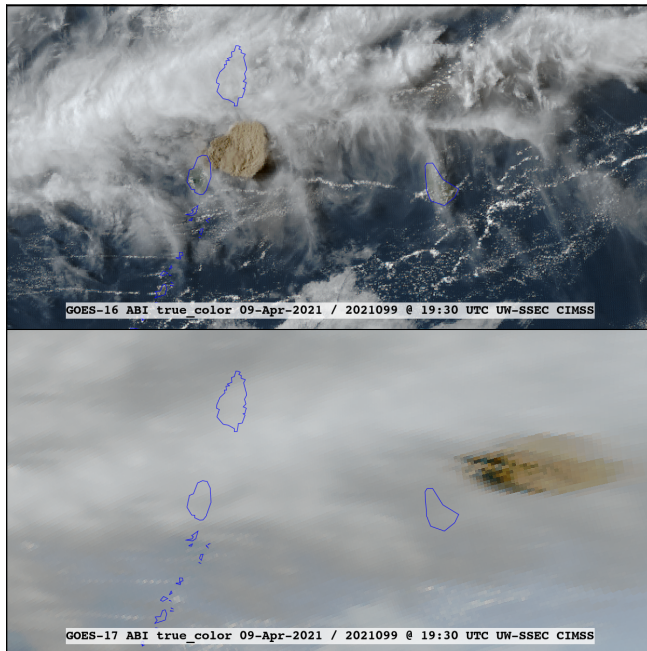 GOES-16 ABI true_color 09-Apr-2021 / 2021099 @ 19:30 UTC UW-SSEC CIMSS
GOES-17 ABI true_color 09-Apr-2021 / 2021099 @ 19:30 UTC UW-SSEC CIMSS